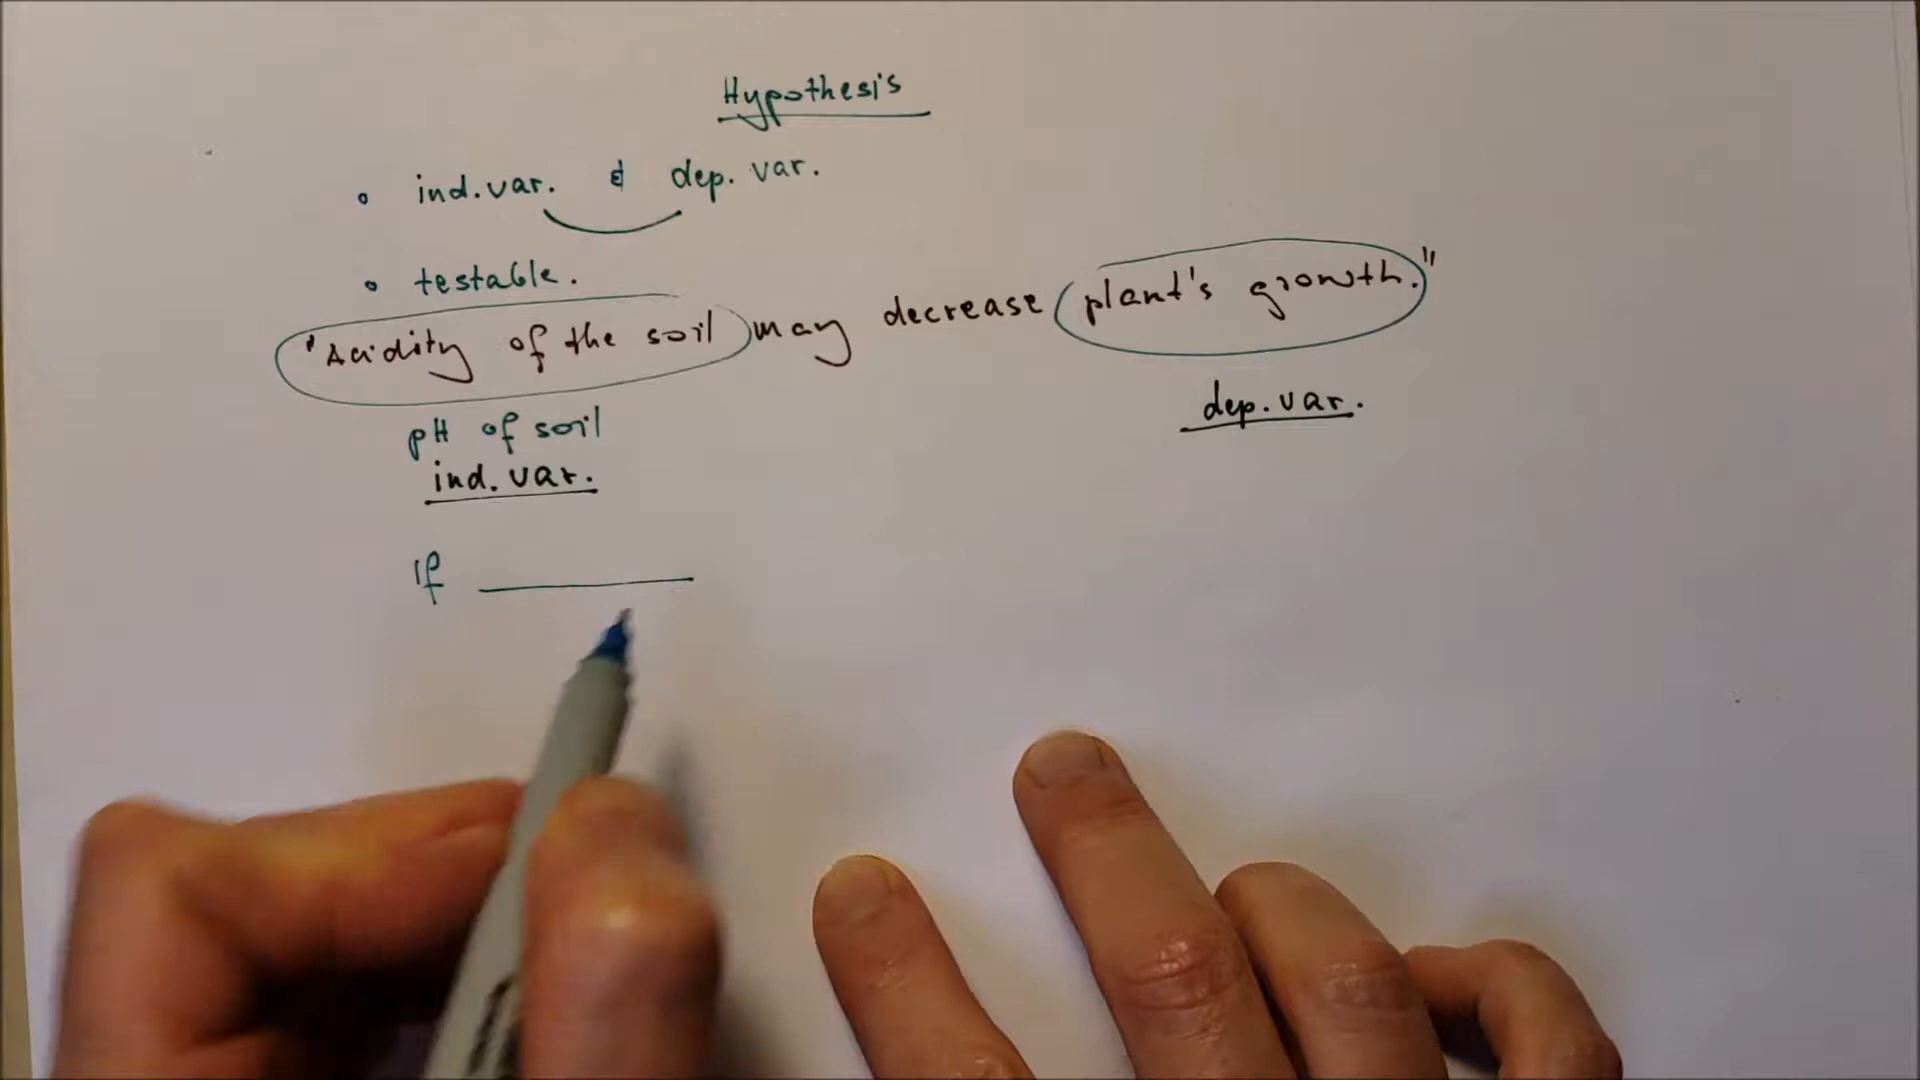 Hypothesis
• ind. var. & dep. var.
• testable.
"Acidity of the soil may decrease plant's growth."
pH of soil
ind. var.
dep. var.
If